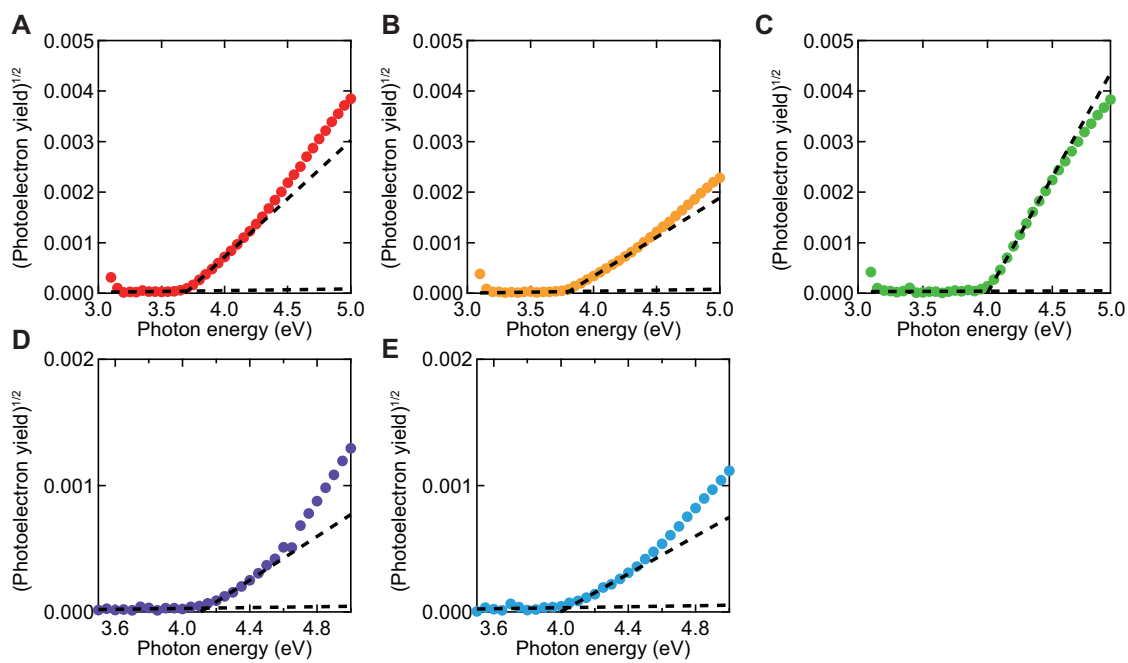 A
B
C
0.005
0.004
0.003
0.002
0.001
0.000
3.0 3.5 4.0 4.5 5.0
Photon energy (eV)
(Photoelectron yield)1/2
0.005
0.004
0.003
0.002
0.001
0.000
3.0 3.5 4.0 4.5 5.0
Photon energy (eV)
(Photoelectron yield)1/2
0.005
0.004
0.003
0.002
0.001
0.000
3.0 3.5 4.0 4.5 5.0
Photon energy (eV)
(Photoelectron yield)1/2
D
E
0.002
0.001
0.000
3.6 4.0 4.4 4.8
Photon energy (eV)
(Photoelectron yield)1/2
0.002
0.001
0.000
3.6 4.0 4.4 4.8
Photon energy (eV)
(Photoelectron yield)1/2